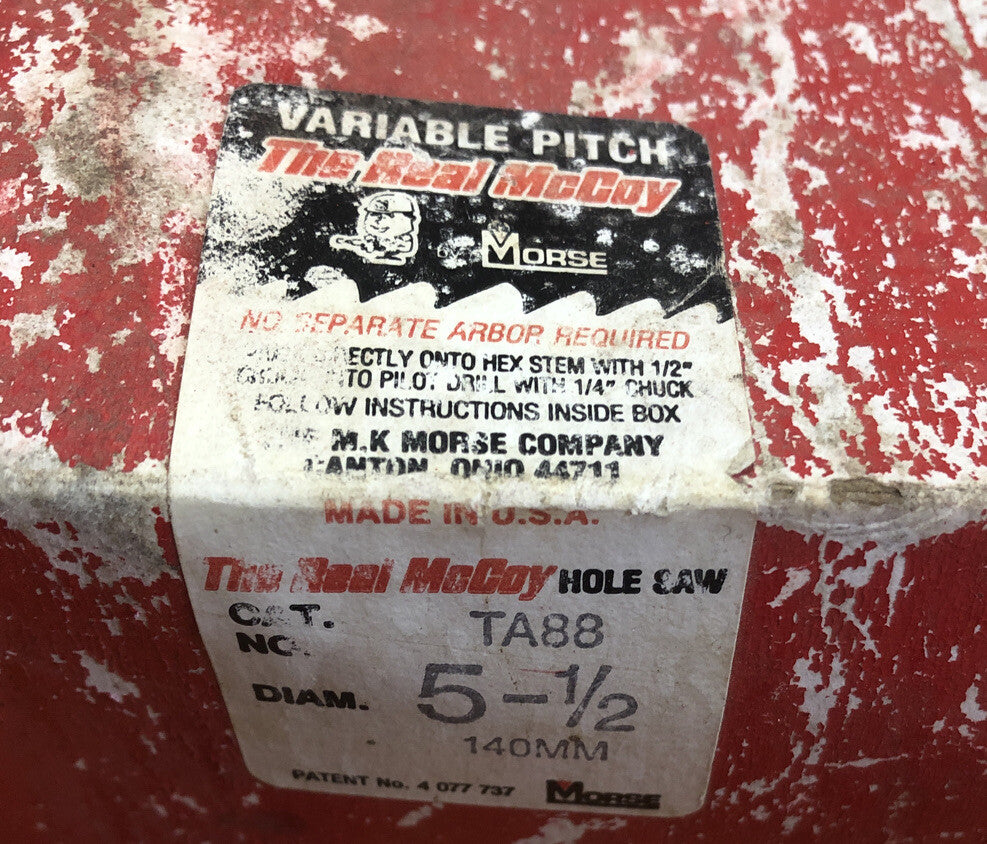 VARIABLE PITCH
The Real McCoy
BY MORSE
NO SEPARATE ARBOR REQUIRED
ONTO HEX STEM WITH 1/2"
TO PILOT DRILL WITH 1/4" CHUCK
FOLLOW INSTRUCTIONS INSIDE BOX
M.K MORSE COMPANY
CANTON, OHIO 44711
MADE IN U.S.A.
The Real McCoy HOLE SAW
CAT. NO. TA88
DIAM. 5-1/2
140MM
PATENT No. 4 077 737 MORSE